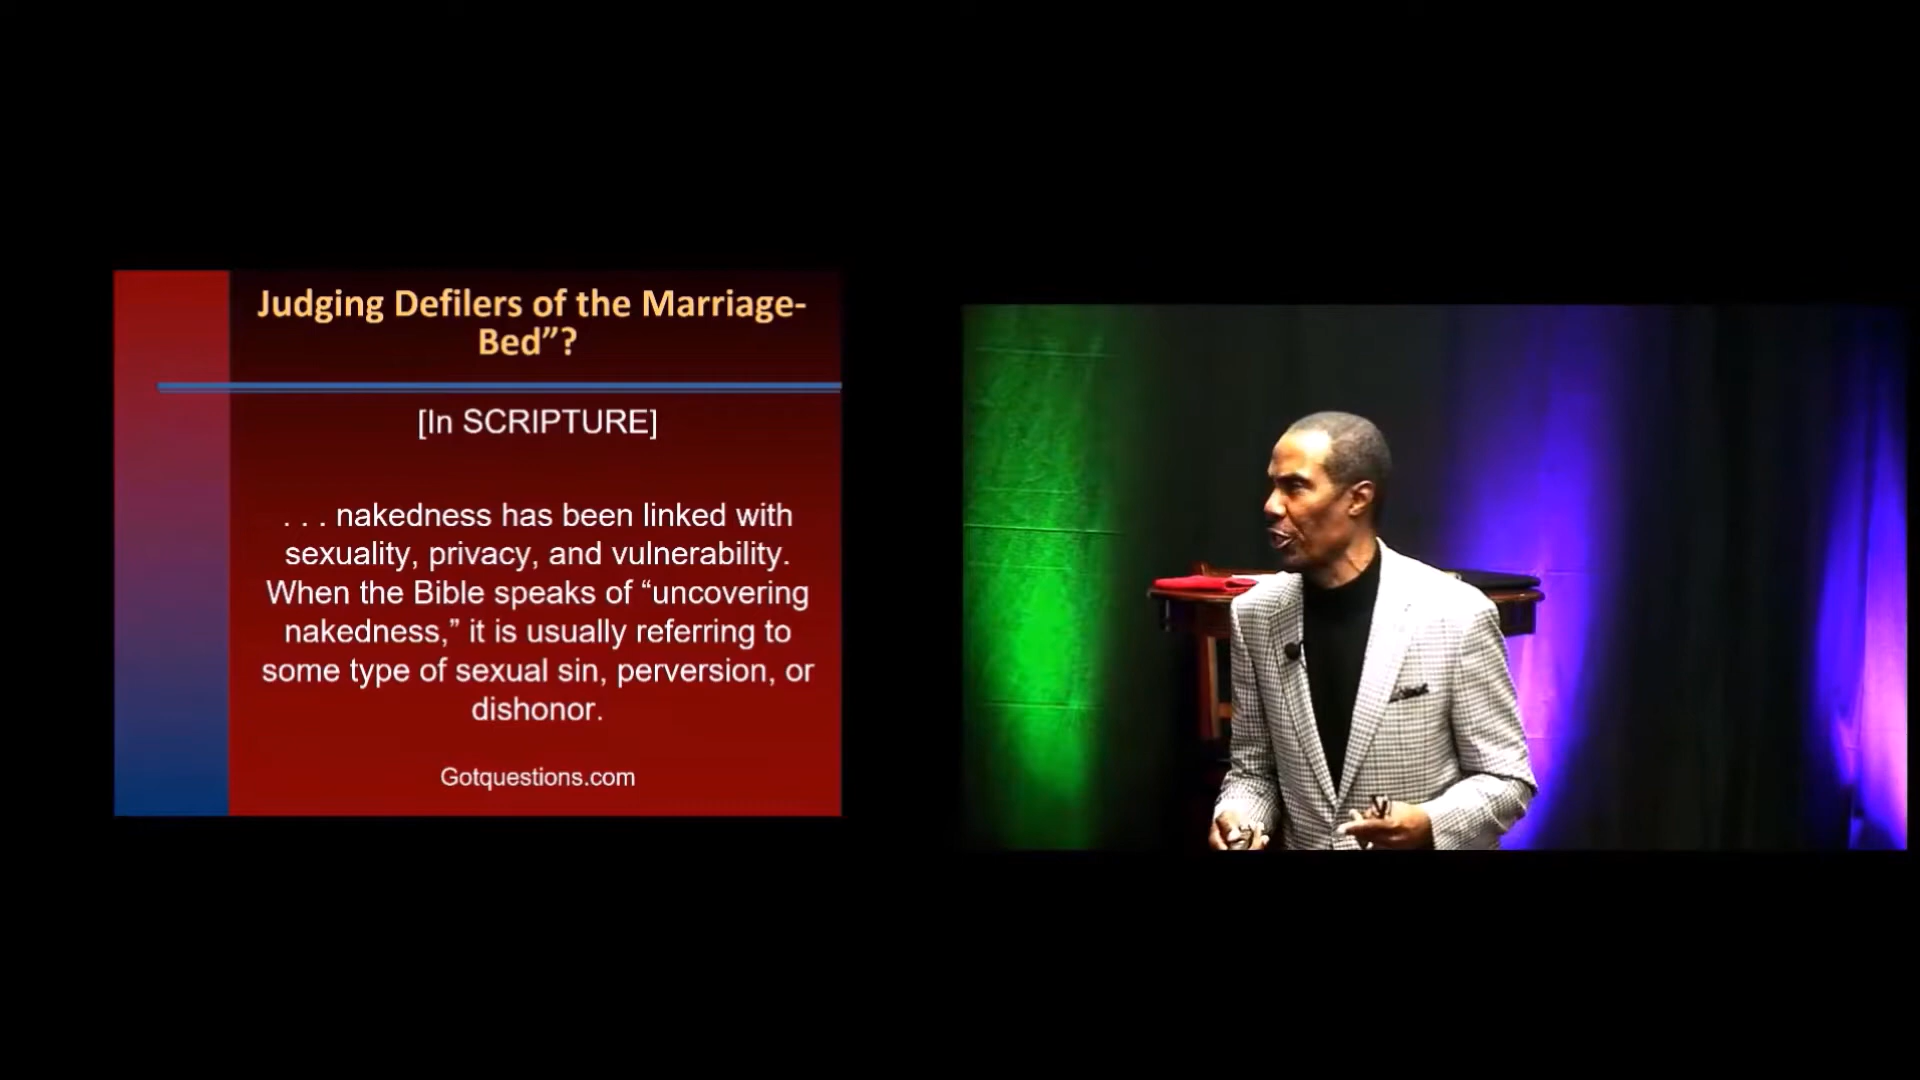 Judging Defilers of the Marriage-
Bed”?
[In SCRIPTURE]
. . . nakedness has been linked with
sexuality, privacy, and vulnerability.
When the Bible speaks of “uncovering
nakedness,” it is usually referring to
some type of sexual sin, perversion, or
dishonor.
Gotquestions.com